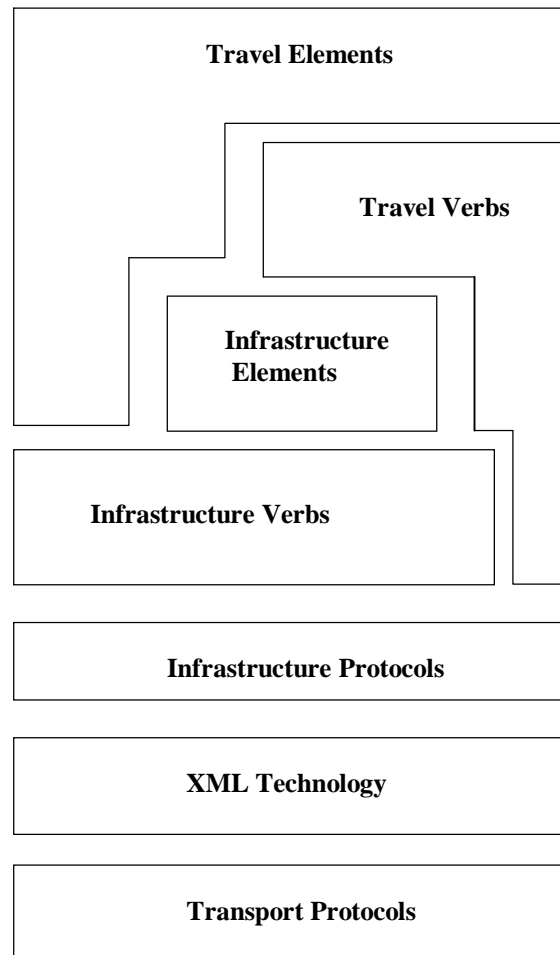 Travel Elements
Travel Verbs
Infrastructure
Elements
Infrastructure Verbs
Infrastructure Protocols
XML Technology
Transport Protocols